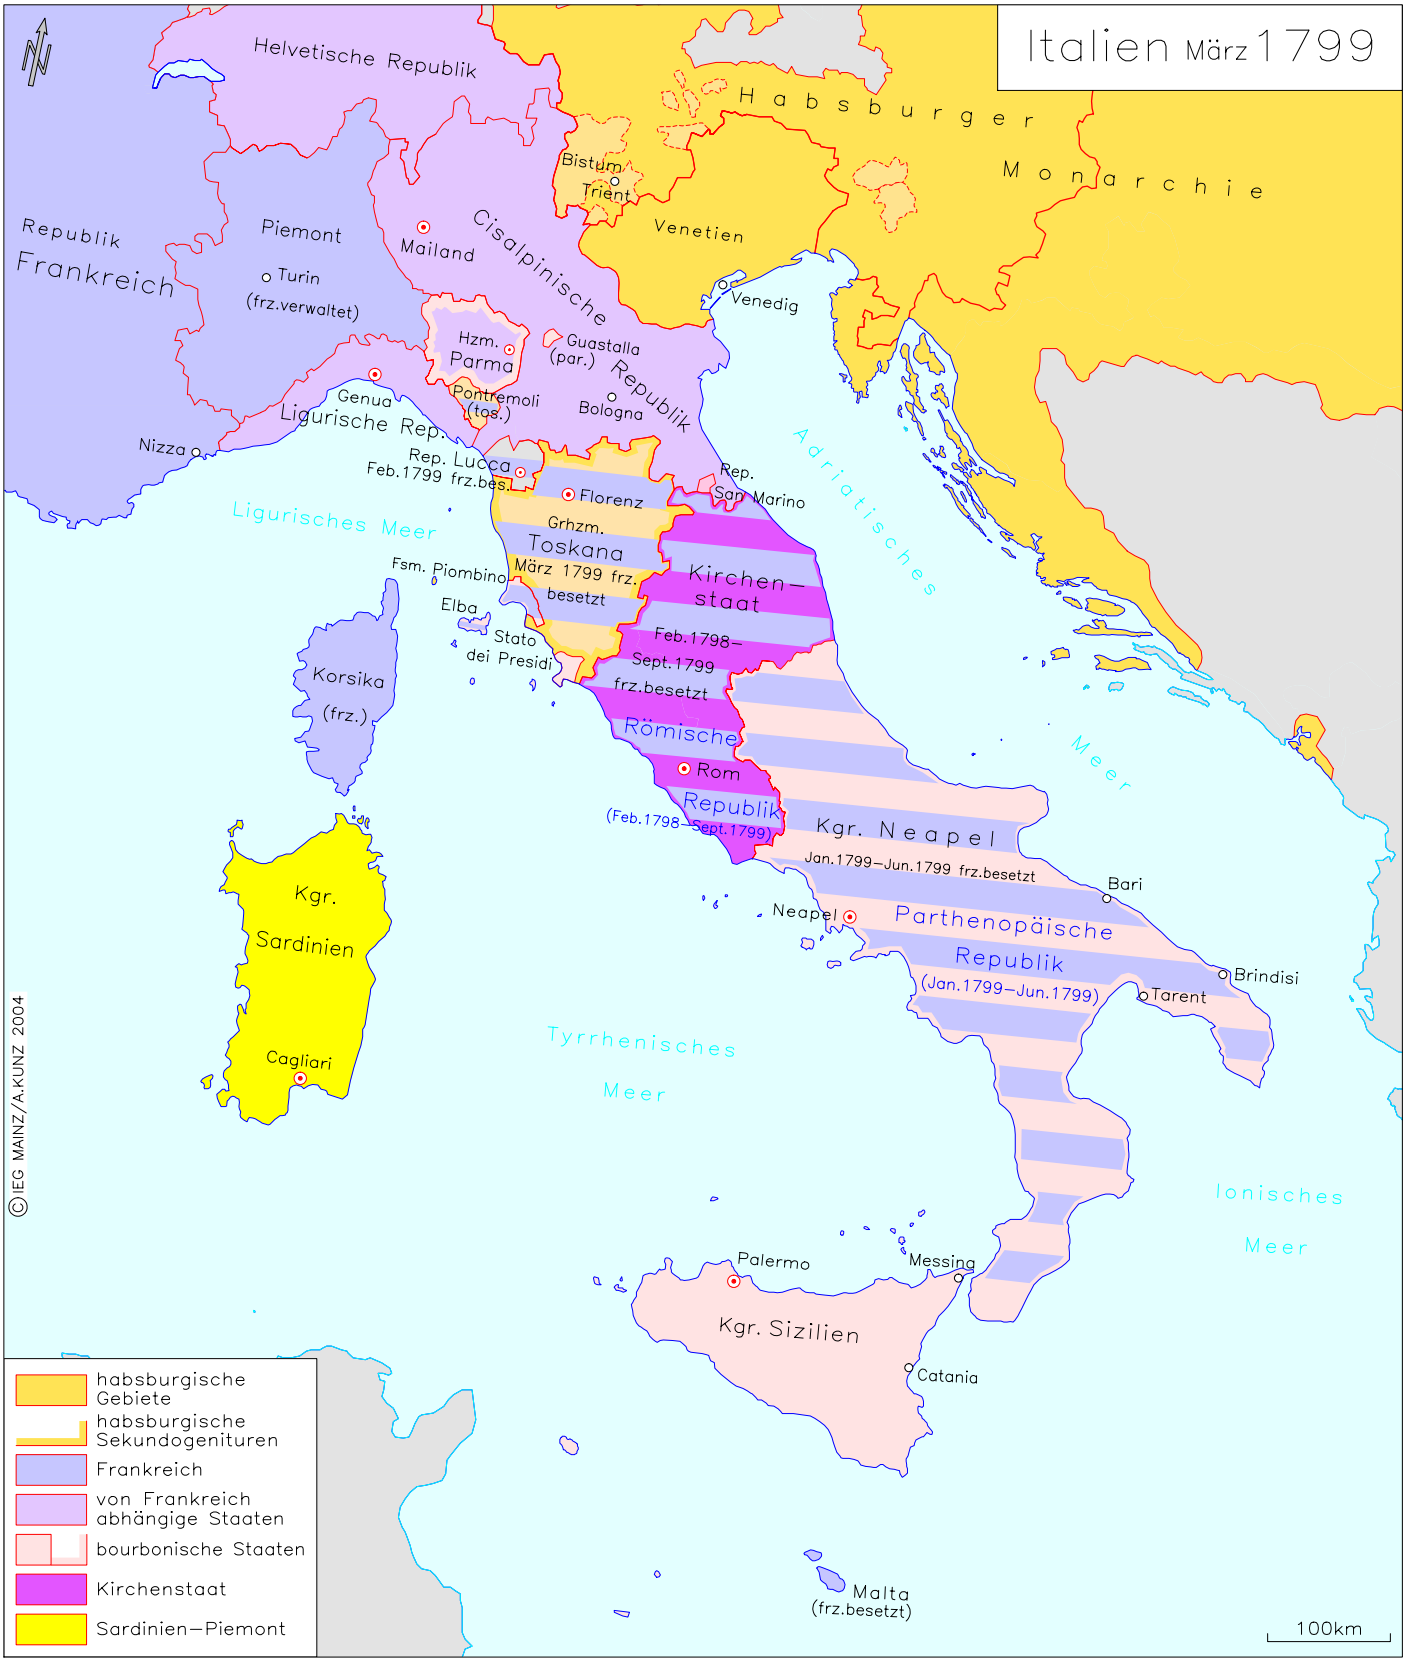 Italien März 1799
Helvetische Republik
Habsburger
Monarchie
Bistum
Trient
Venetien
Republik
Frankreich
Piemont
Turin
(frz.verwaltet)
Mailand
Cisalpinische
Republik
Venedig
Hzm.
Parma
Guastalla
(par.)
Pontremoli
(tos.)
Bologna
Genua
Ligurische Rep.
Nizza
Rep. Lucca
Feb.1799 frz.bes.
Rep.
San Marino
Adriatisches
Meer
Ligurisches Meer
Florenz
Grhzm.
Toskana
März 1799 frz.
besetzt
Fsm. Piombino
Elba
Stato
dei Presidi
Kirchen-
staat
Feb.1798-
Sept.1799
frz.besetzt
Römische
Rom
Republik
(Feb.1798-Sept.1799)
Korsika
(frz.)
Kgr. Neapel
Jan.1799-Jun.1799 frz.besetzt
Bari
Neapel
Parthenopäische
Republik
(Jan.1799-Jun.1799)
Brindisi
Tarent
Kgr.
Sardinien
Cagliari
Tyrrhenisches
Meer
Ionisches
Meer
Palermo
Messina
Kgr. Sizilien
Catania
Malta
(frz.besetzt)
©IEG MAINZ/A.KUNZ 2004
habsburgische
Gebiete
habsburgische
Sekundogenituren
Frankreich
von Frankreich
abhängige Staaten
bourbonische Staaten
Kirchenstaat
Sardinien-Piemont
100km